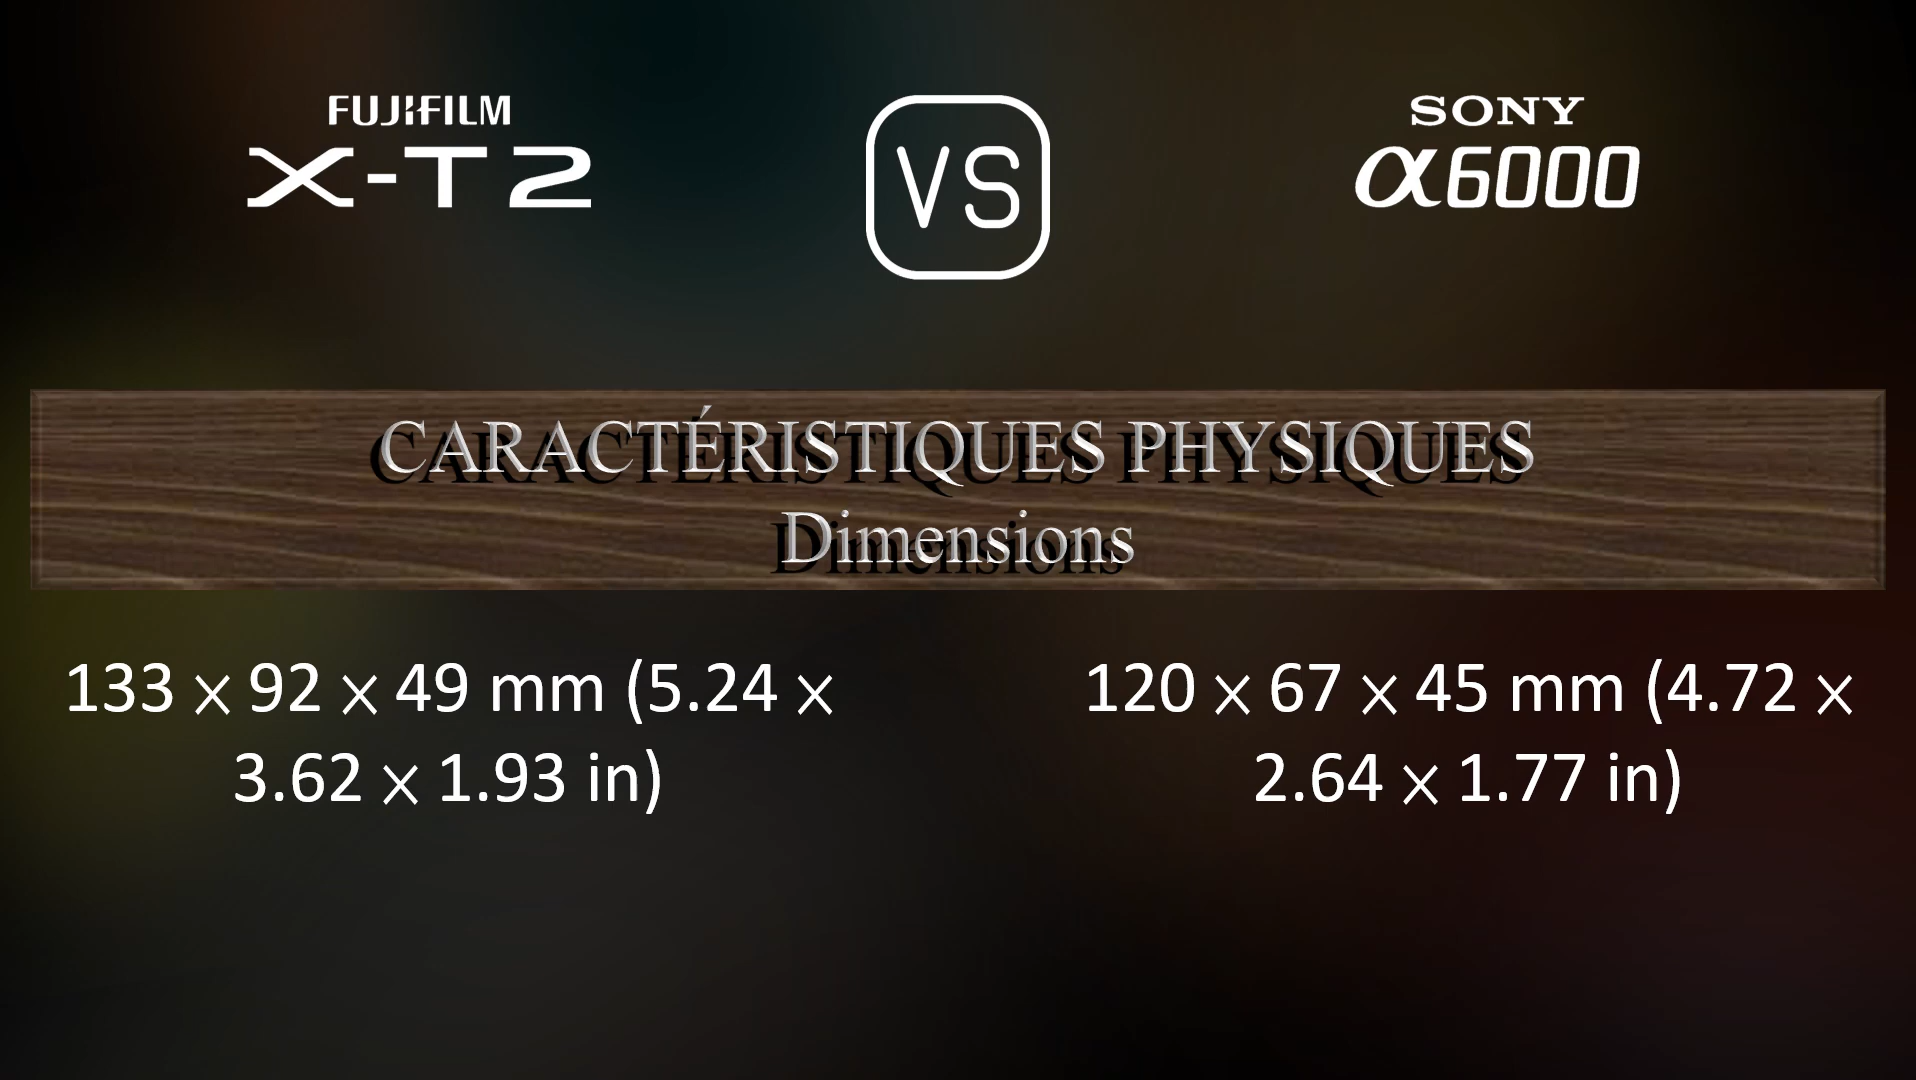 FUJIFILM
X-T2
VS
SONY
α6000
CARACTÉRISTIQUES PHYSIQUES
Dimensions
133 x 92 x 49 mm (5.24 x
3.62 x 1.93 in)
120 x 67 x 45 mm (4.72 x
2.64 x 1.77 in)